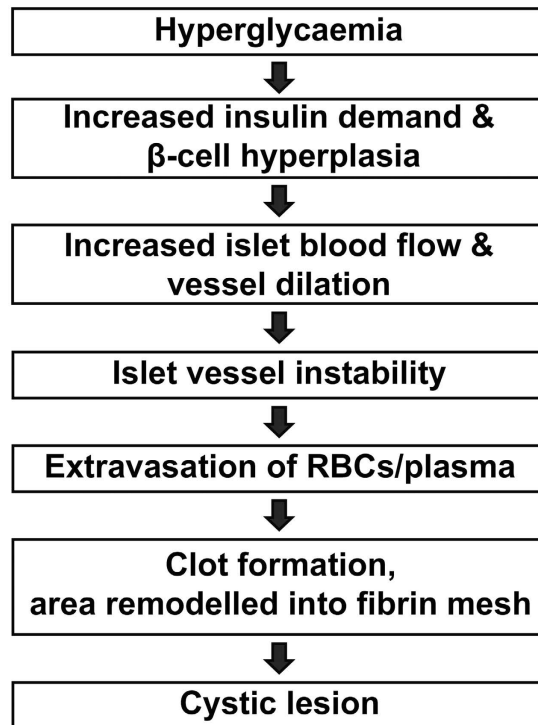 Hyperglycaemia
Increased insulin demand &
β-cell hyperplasia
Increased islet blood flow &
vessel dilation
Islet vessel instability
Extravasation of RBCs/plasma
Clot formation,
area remodelled into fibrin mesh
Cystic lesion